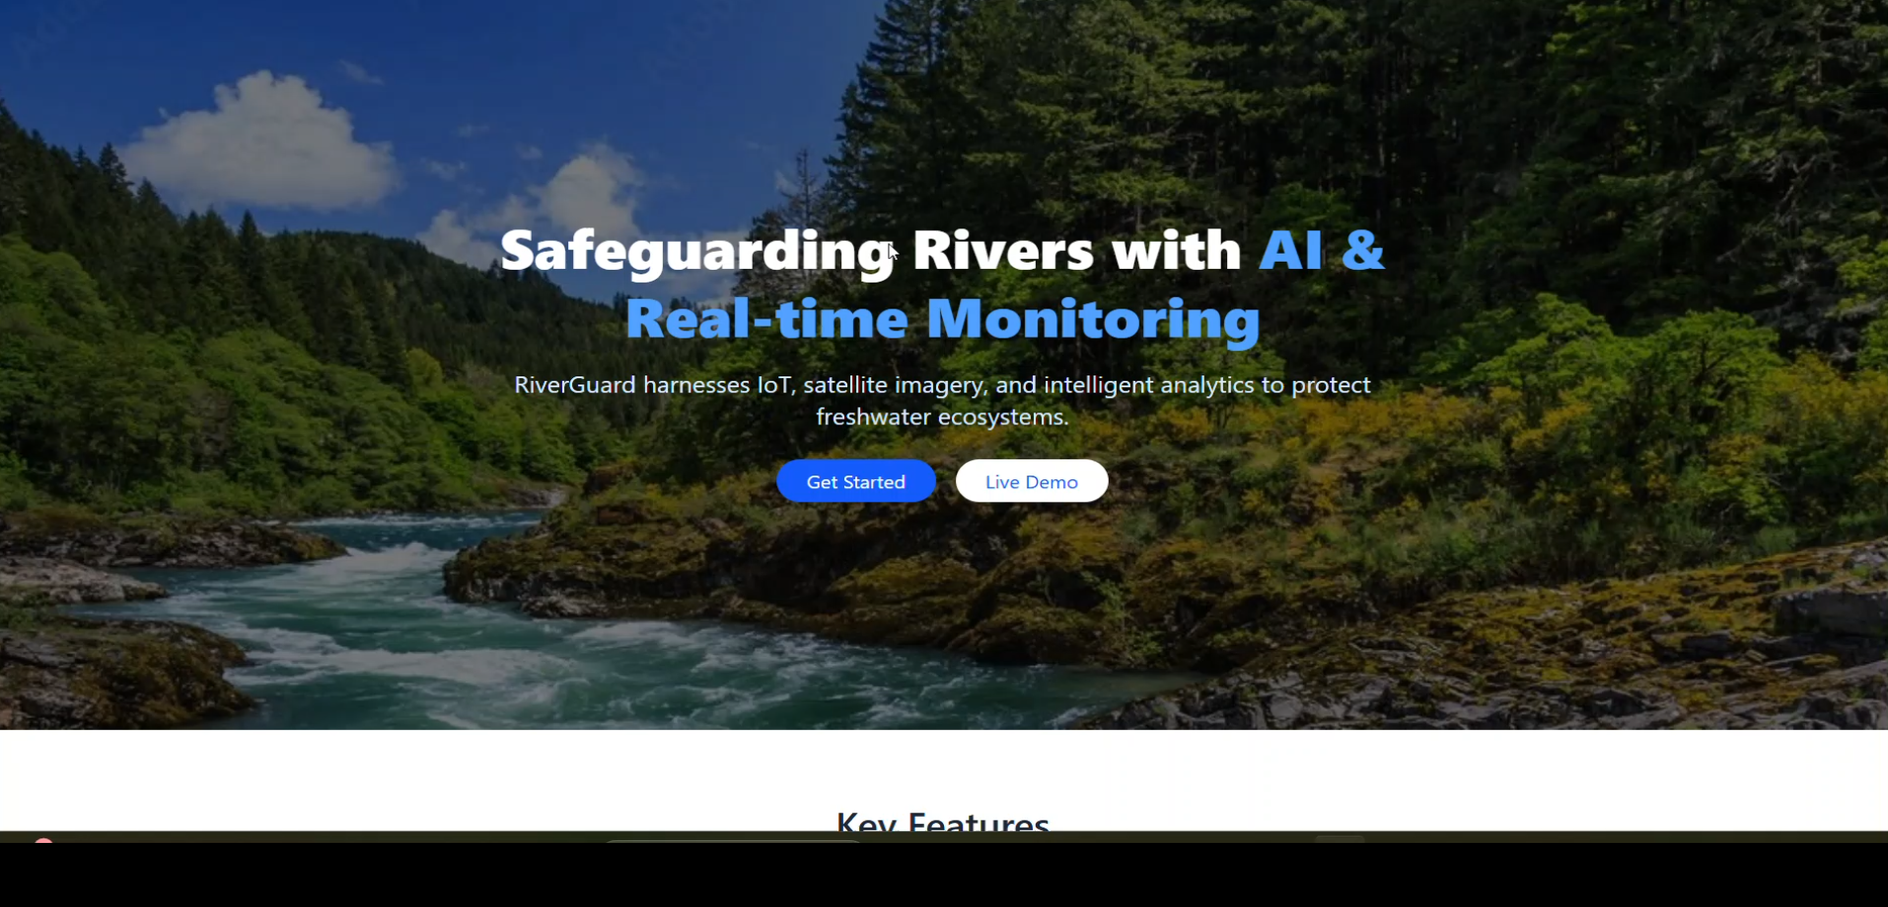 Safeguarding Rivers with AI &
Real-time Monitoring
RiverGuard harnesses IoT, satellite imagery, and intelligent analytics to protect
freshwater ecosystems.
Get Started
Live Demo
Key Features